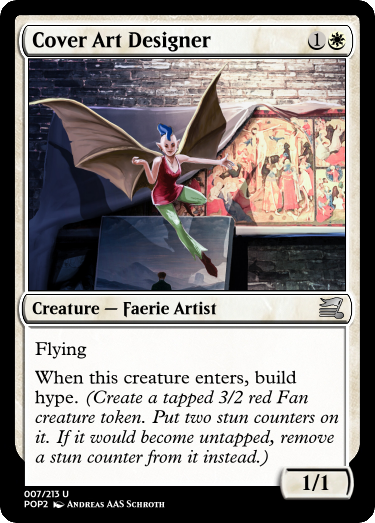 Cover Art Designer 1
Creature — Faerie Artist
Flying
When this creature enters, build
hype. (Create a tapped 3/2 red Fan
creature token. Put two stun counters on
it. If it would become untapped, remove
a stun counter from it instead.)
1/1
007/213 U
POP2 Andreas AAS Schroth